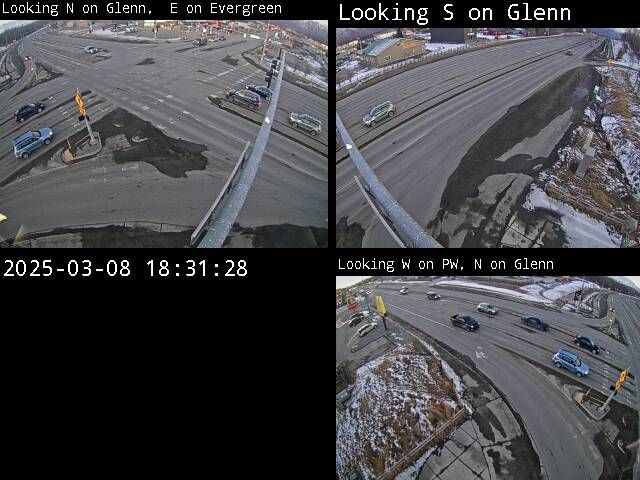 Looking N on Glenn,  E on Evergreen
Looking S on Glenn
2025-03-08 18:31:28
Looking W on PW, N on Glenn